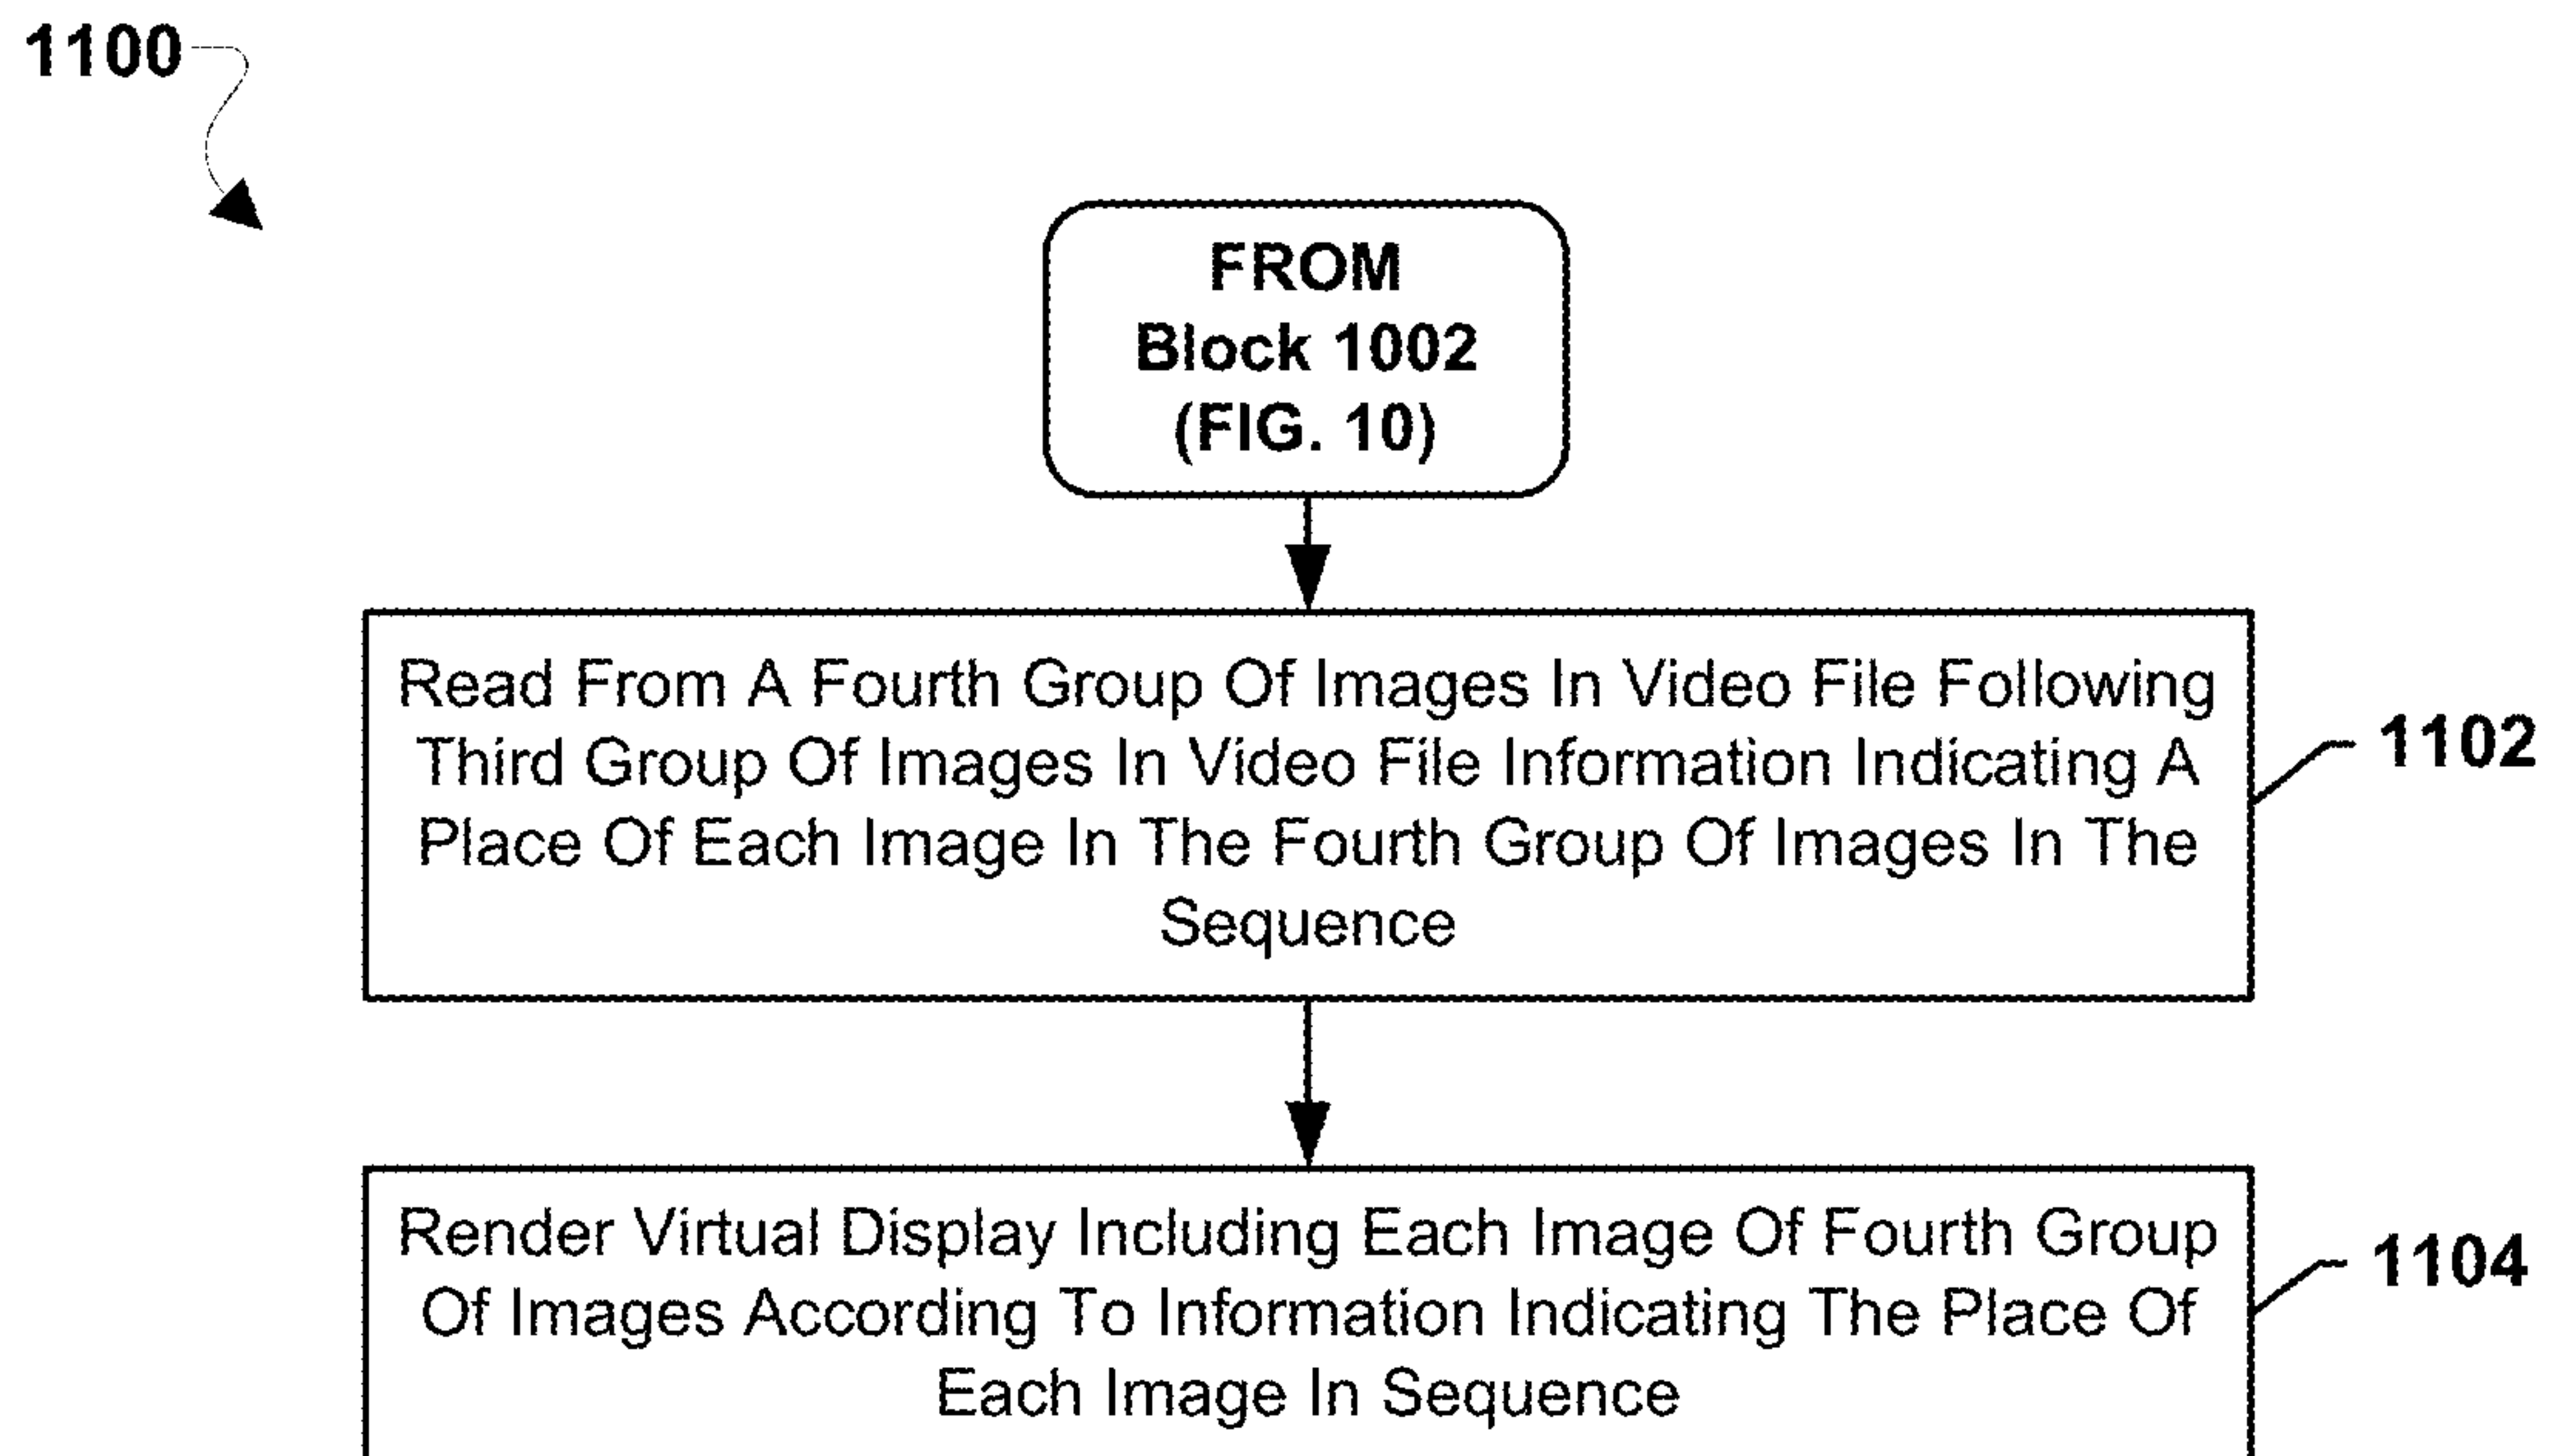 1100
FROM
Block 1002
(FIG. 10)
Read From A Fourth Group Of Images In Video File Following
Third Group Of Images In Video File Information Indicating A
Place Of Each Image In The Fourth Group Of Images In The
Sequence
1102
Render Virtual Display Including Each Image Of Fourth Group
Of Images According To Information Indicating The Place Of
Each Image In Sequence
1104